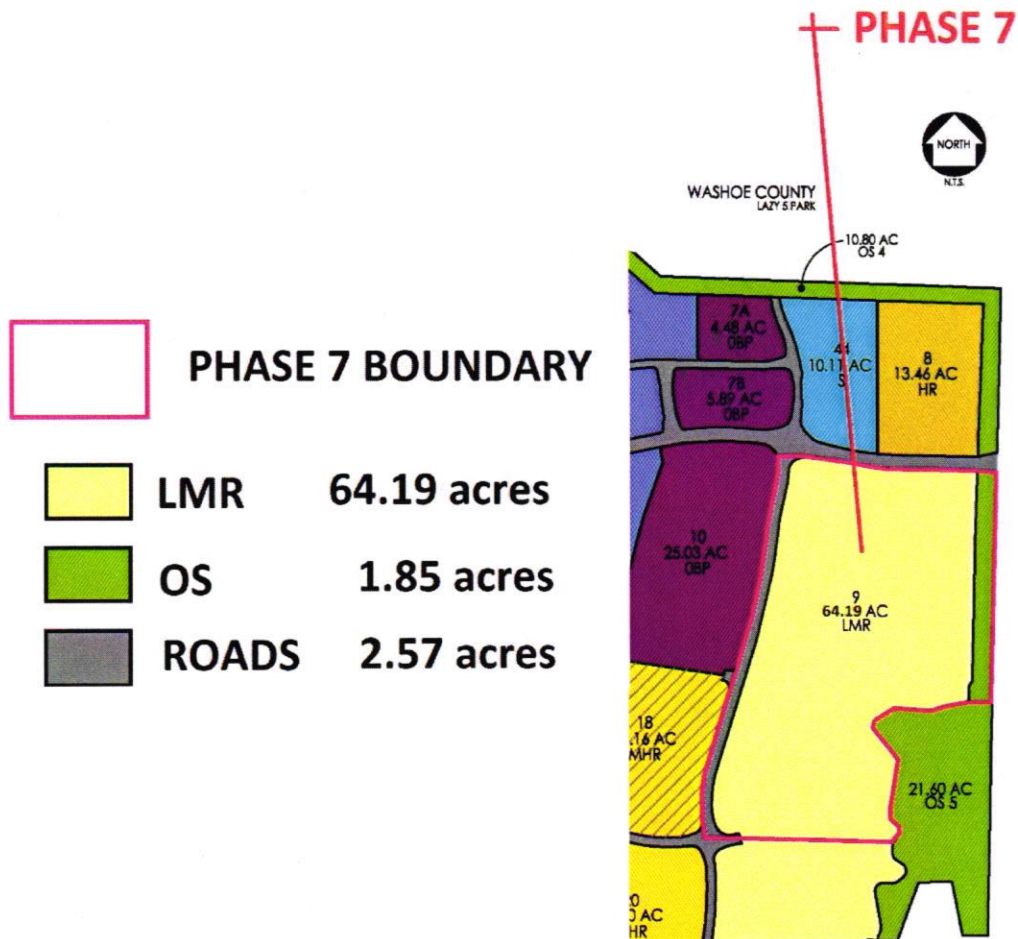 PHASE 7
NORTH
N.T.S.
WASHOE COUNTY
LAZY 5 PARK
10.80 AC
OS 4
PHASE 7 BOUNDARY
LMR 64.19 acres
OS 1.85 acres
ROADS 2.57 acres
7A
4.48 AC
OBP
7B
5.89 AC
OBP
10.11 AC
S
8
13.46 AC
HR
10
25.03 AC
OBP
9
64.19 AC
LMR
18
.16 AC
MHR
21.60 AC
OS 5
0 AC
HR